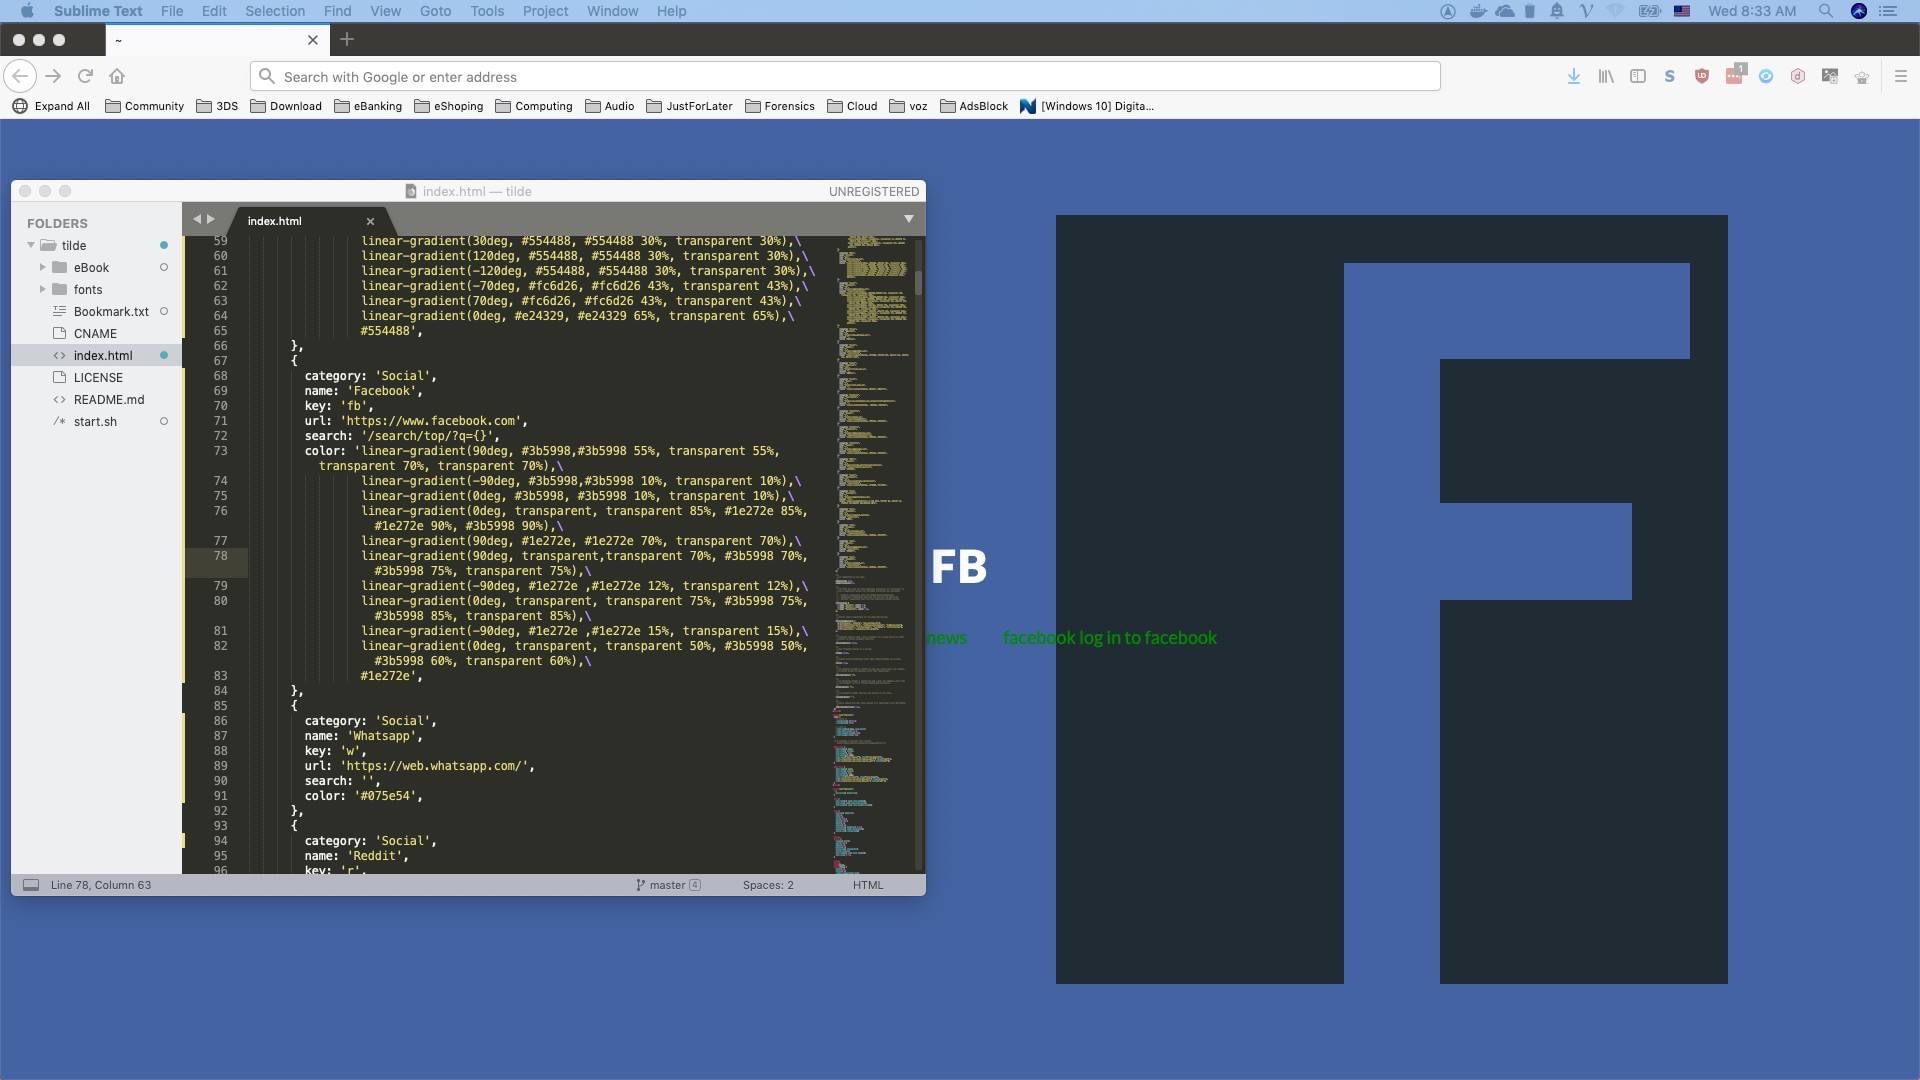 Sublime Text File Edit Selection Find View Goto Tools Project Window Help Wed 8:33 AM
~
Search with Google or enter address
1
Expand All Community 3DS Download eBanking eShoping Computing Audio JustForLater Forensics Cloud voz AdsBlock [Windows 10] Digita...
index.html — tilde UNREGISTERED
FOLDERS
tilde
eBook
fonts
Bookmark.txt
CNAME
index.html
LICENSE
README.md
start.sh
index.html
59 linear-gradient(30deg, #554488, #554488 30%, transparent 30%),\
60 linear-gradient(120deg, #554488, #554488 30%, transparent 30%),\
61 linear-gradient(-120deg, #554488, #554488 30%, transparent 30%),\
62 linear-gradient(-70deg, #fc6d26, #fc6d26 43%, transparent 43%),\
63 linear-gradient(70deg, #fc6d26, #fc6d26 43%, transparent 43%),\
64 linear-gradient(0deg, #e24329, #e24329 65%, transparent 65%),\
65 #554488',
66 },
67 {
68 category: 'Social',
69 name: 'Facebook',
70 key: 'fb',
71 url: 'https://www.facebook.com',
72 search: '/search/top/?q={}',
73 color: 'linear-gradient(90deg, #3b5998,#3b5998 55%, transparent 55%,
transparent 70%, transparent 70%),\
74 linear-gradient(-90deg, #3b5998,#3b5998 10%, transparent 10%),\
75 linear-gradient(0deg, #3b5998, #3b5998 10%, transparent 10%),\
76 linear-gradient(0deg, transparent, transparent 85%, #1e272e 85%,
#1e272e 90%, #3b5998 90%),\
77 linear-gradient(90deg, #1e272e, #1e272e 70%, transparent 70%),\
78 linear-gradient(90deg, transparent,transparent 70%, #3b5998 70%,
#3b5998 75%, transparent 75%),\
79 linear-gradient(-90deg, #1e272e ,#1e272e 12%, transparent 12%),\
80 linear-gradient(0deg, transparent, transparent 75%, #3b5998 75%,
#3b5998 85%, transparent 85%),\
81 linear-gradient(-90deg, #1e272e ,#1e272e 15%, transparent 15%),\
82 linear-gradient(0deg, transparent, transparent 50%, #3b5998 50%,
#3b5998 60%, transparent 60%),\
83 #1e272e',
84 },
85 {
86 category: 'Social',
87 name: 'Whatsapp',
88 key: 'w',
89 url: 'https://web.whatsapp.com/',
90 search: '',
91 color: '#075e54',
92 },
93 {
94 category: 'Social',
95 name: 'Reddit',
96 key: 'r',
Line 78, Column 63 master 4 Spaces: 2 HTML
FB
news facebook log in to facebook